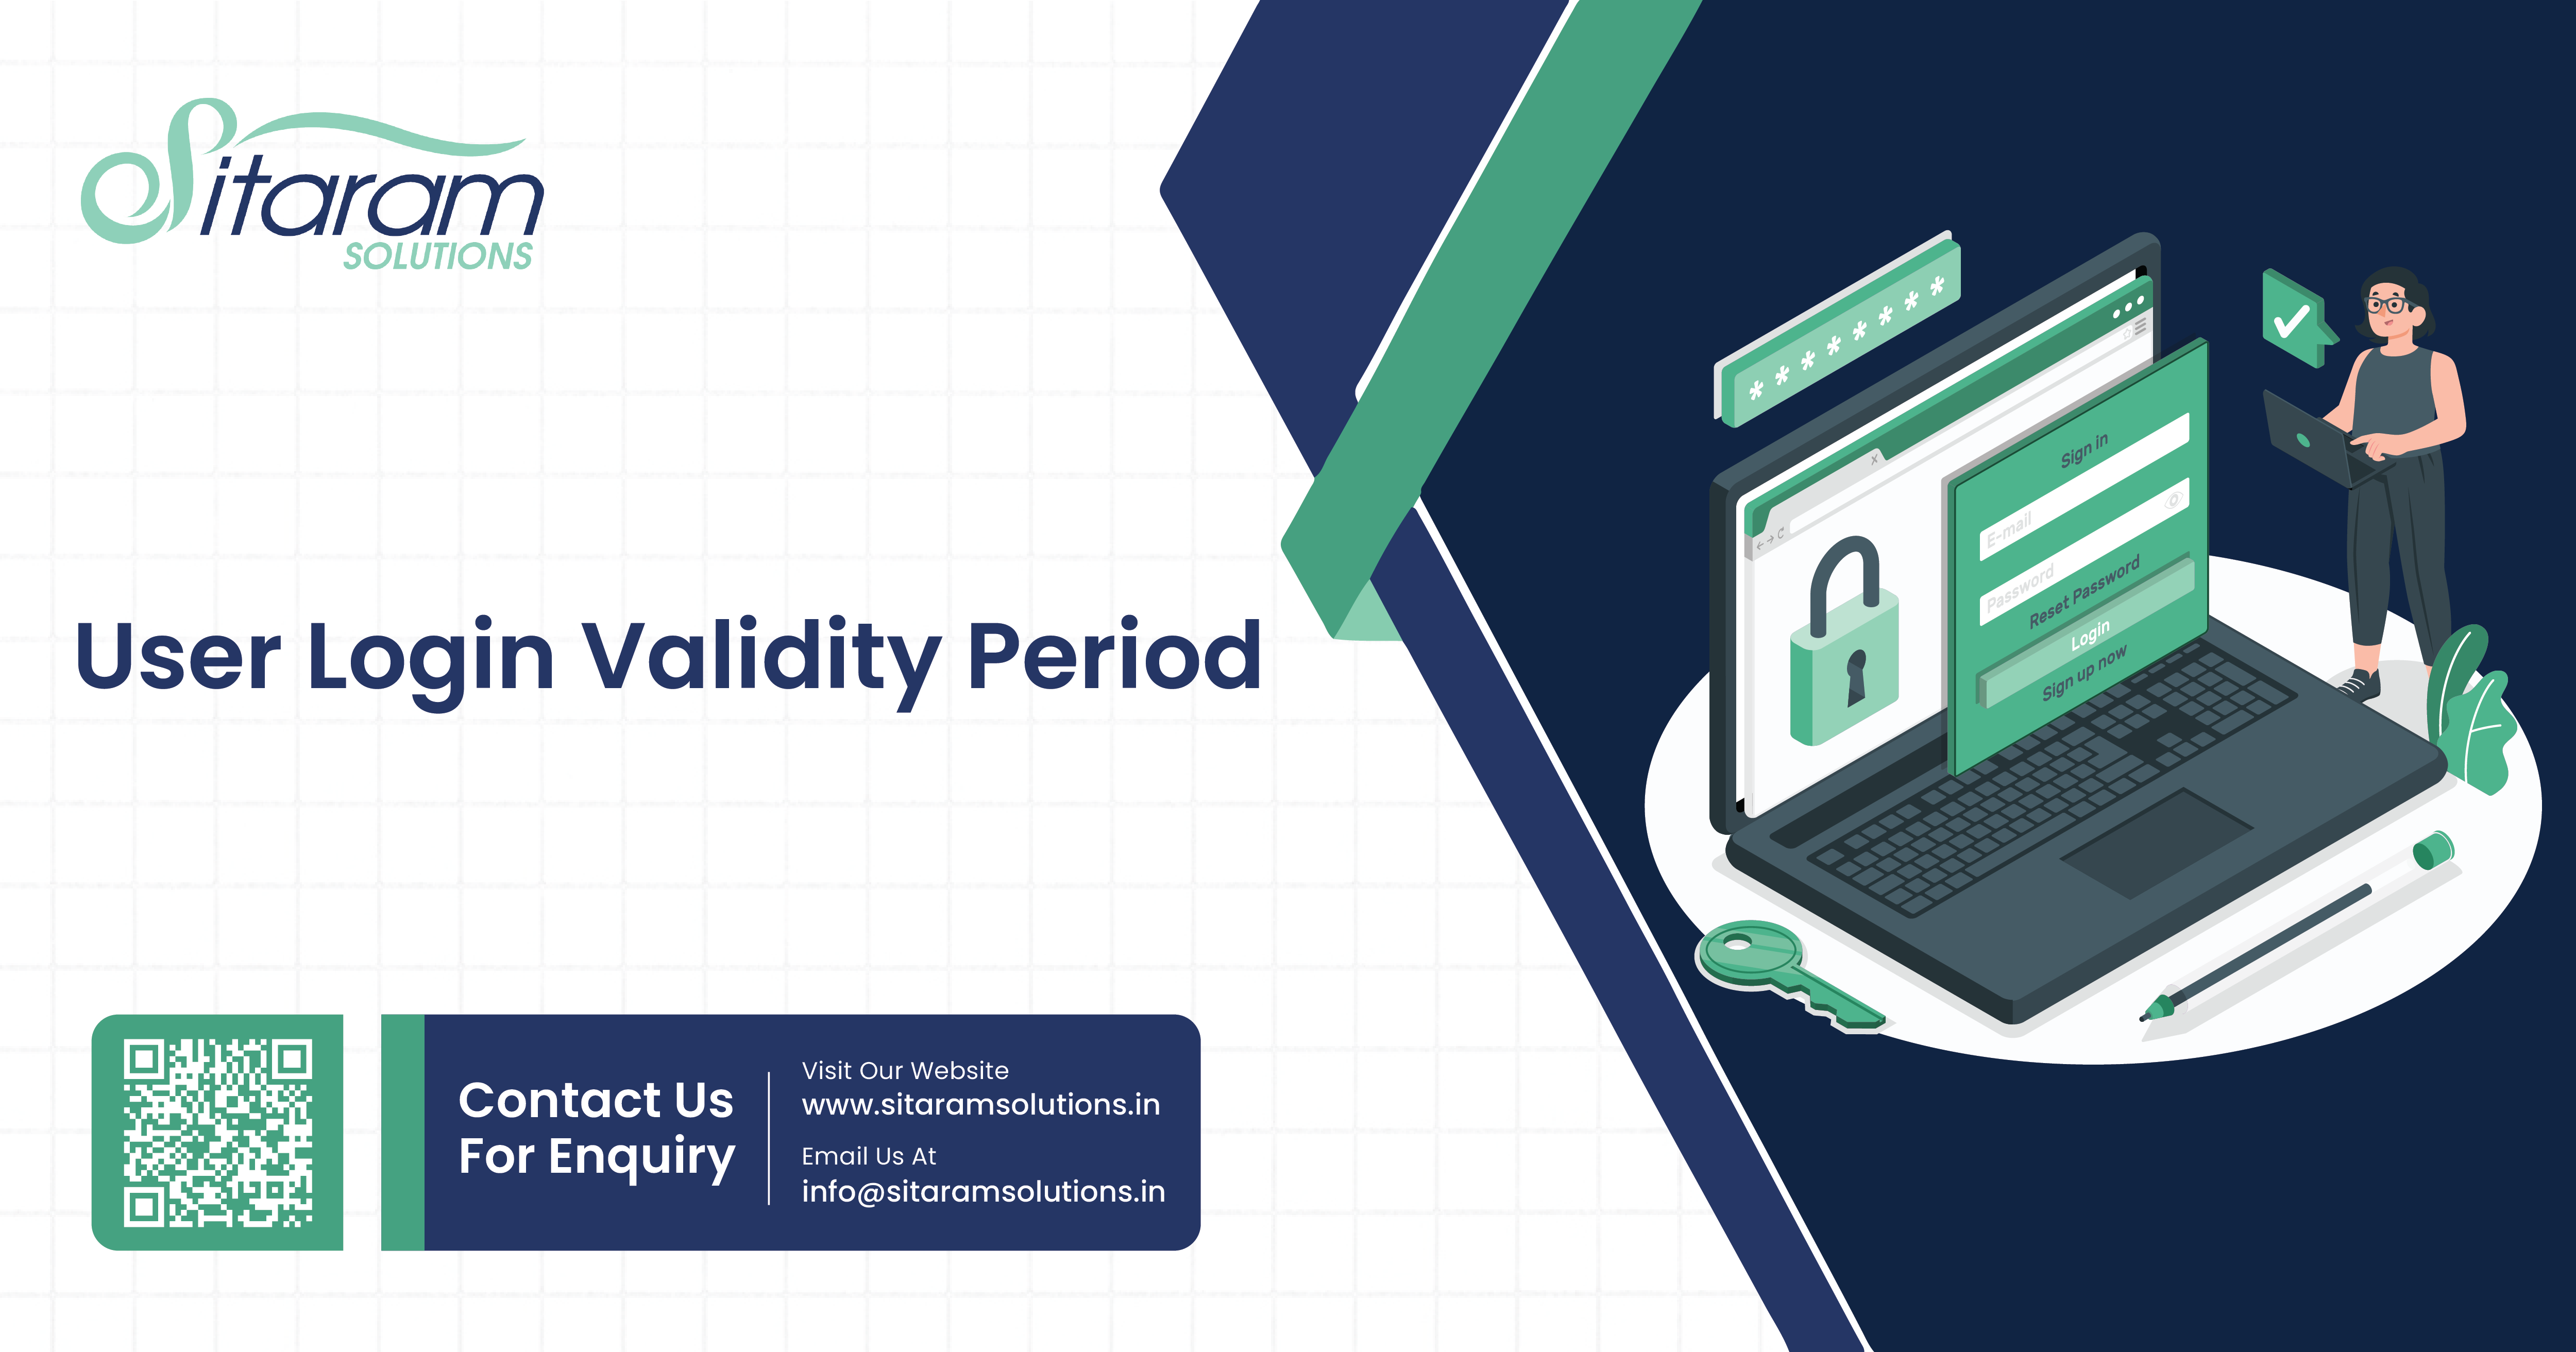 Sitaram
SOLUTIONS
User Login Validity Period
Contact Us
For Enquiry
Visit Our Website
www.sitaramsolutions.in
Email Us At
info@sitaramsolutions.in
* * * * * * * *
Sign in
E-mail
Password
Reset Password
Login
Sign up now